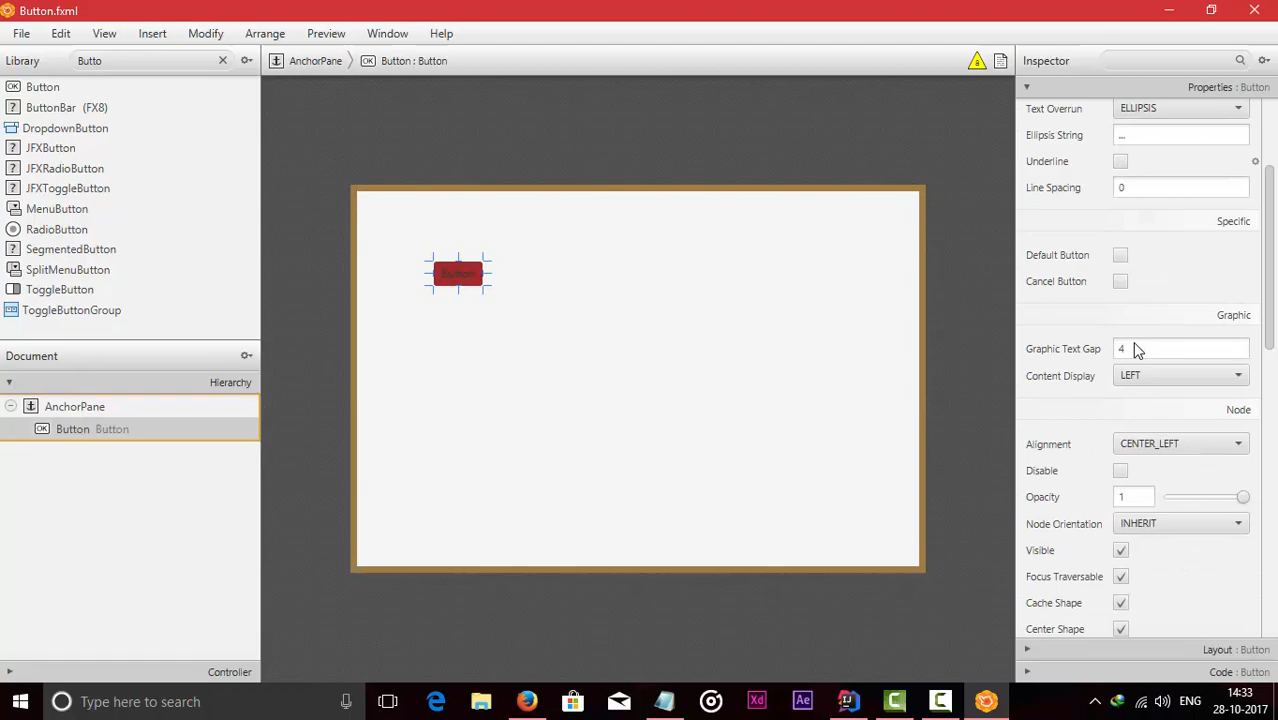 Button.fxml
File Edit View Insert Modify Arrange Preview Window Help
Library Butto
AnchorPane Button : Button
Inspector
Button
ButtonBar (FX8)
DropdownButton
JFXButton
JFXRadioButton
JFXToggleButton
MenuButton
RadioButton
SegmentedButton
SplitMenuButton
ToggleButton
ToggleButtonGroup
Document
Hierarchy
AnchorPane
Button Button
Controller
Button
Properties : Button
Text Overrun ELLIPSIS
Ellipsis String ...
Underline
Line Spacing 0
Specific
Default Button
Cancel Button
Graphic
Graphic Text Gap 4
Content Display LEFT
Node
Alignment CENTER_LEFT
Disable
Opacity 1
Node Orientation INHERIT
Visible
Focus Traversable
Cache Shape
Center Shape
Layout : Button
Code : Button
Type here to search
Xd Ae
ENG
14:33
28-10-2017